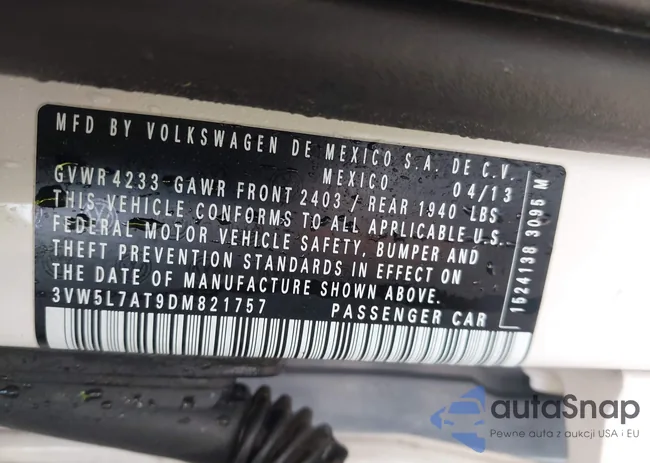 MFD BY VOLKSWAGEN DE MEXICO S.A. DE C.V.
MEXICO 04/13
GVWR 4233 GAWR FRONT 2403 / REAR 1940 LBS
THIS VEHICLE CONFORMS TO ALL APPLICABLE U.S.
FEDERAL MOTOR VEHICLE SAFETY, BUMPER AND
THEFT PREVENTION STANDARDS IN EFFECT ON
THE DATE OF MANUFACTURE SHOWN ABOVE.
3VW5L7AT9DM821757 PASSENGER CAR
1524138 3095 M
autaSnap
Pewne auta z aukcji USA i EU